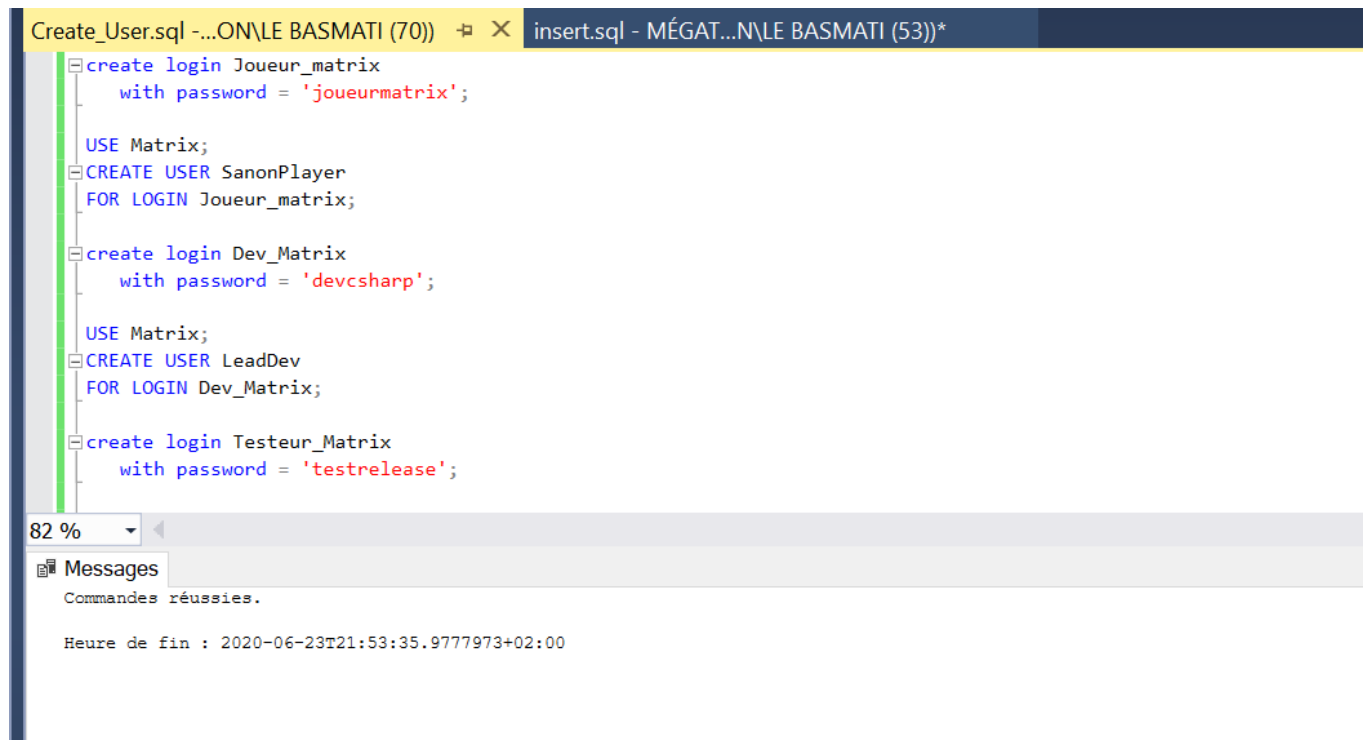 Create_User.sql -...ON\LE BASMATI (70)) insert.sql - MÉGAT...N\LE BASMATI (53))*
create login Joueur_matrix
with password = 'joueurmatrix';
USE Matrix;
CREATE USER SanonPlayer
FOR LOGIN Joueur_matrix;
create login Dev_Matrix
with password = 'devcsharp';
USE Matrix;
CREATE USER LeadDev
FOR LOGIN Dev_Matrix;
create login Testeur_Matrix
with password = 'testrelease';
82 %
Messages
Commandes réussies.
Heure de fin : 2020-06-23T21:53:35.9777973+02:00